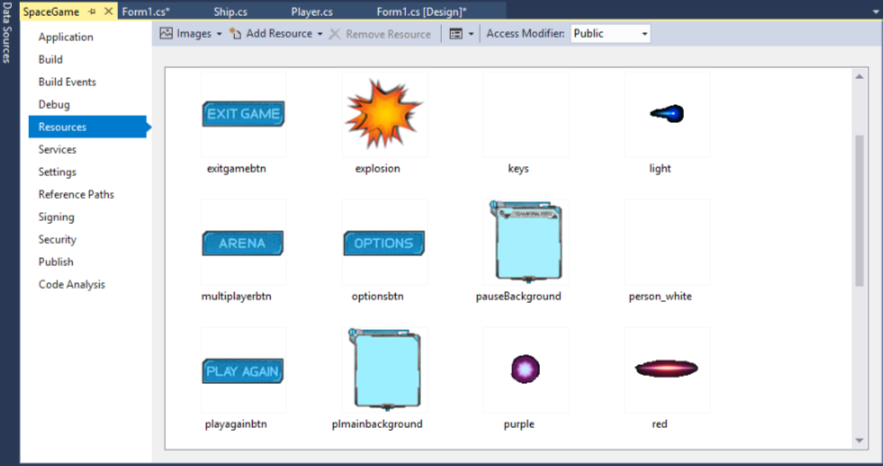 Data Sources
SpaceGame Form1.cs* Ship.cs Player.cs Form1.cs [Design]*
Images Add Resource Remove Resource Access Modifier: Public
Application
Build
Build Events
Debug
Resources
Services
Settings
Reference Paths
Signing
Security
Publish
Code Analysis
EXIT GAME
exitgamebtn explosion keys light
ARENA OPTIONS
multiplayerbtn optionsbtn pauseBackground person_white
PLAY AGAIN
playagainbtn plmainbackground purple red